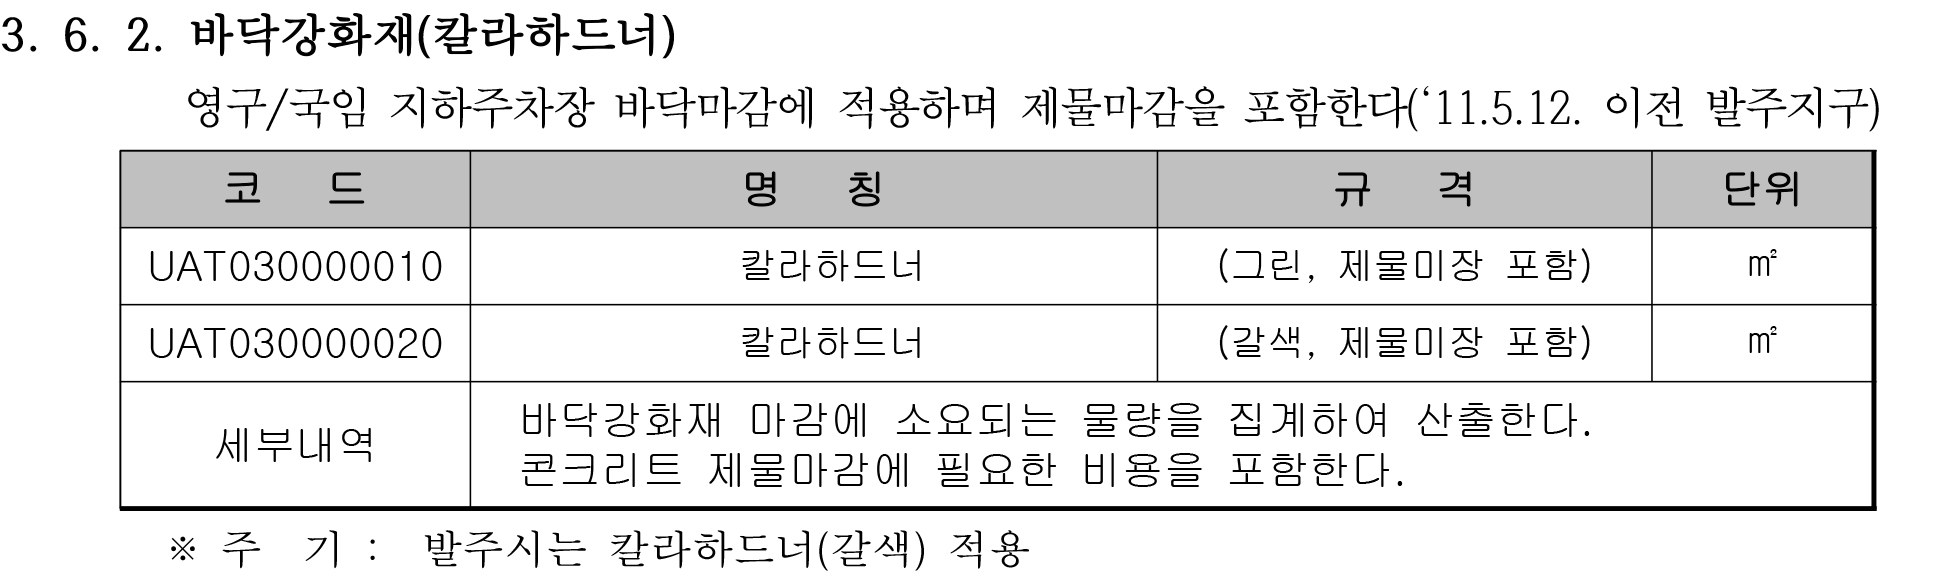 3. 6. 2. 바닥강화재(칼라하드너)
영구/국임 지하주차장 바닥마감에 적용하며 제물마감을 포함한다(‘11.5.12. 이전 발주지구)
코 드 명 칭 규 격 단위
UAT030000010 칼라하드너 (그린, 제물미장 포함) ㎡
UAT030000020 칼라하드너 (갈색, 제물미장 포함) ㎡
세부내역
바닥강화재 마감에 소요되는 물량을 집계하여 산출한다.
콘크리트 제물마감에 필요한 비용을 포함한다.
※ 주 기 : 발주시는 칼라하드너(갈색) 적용